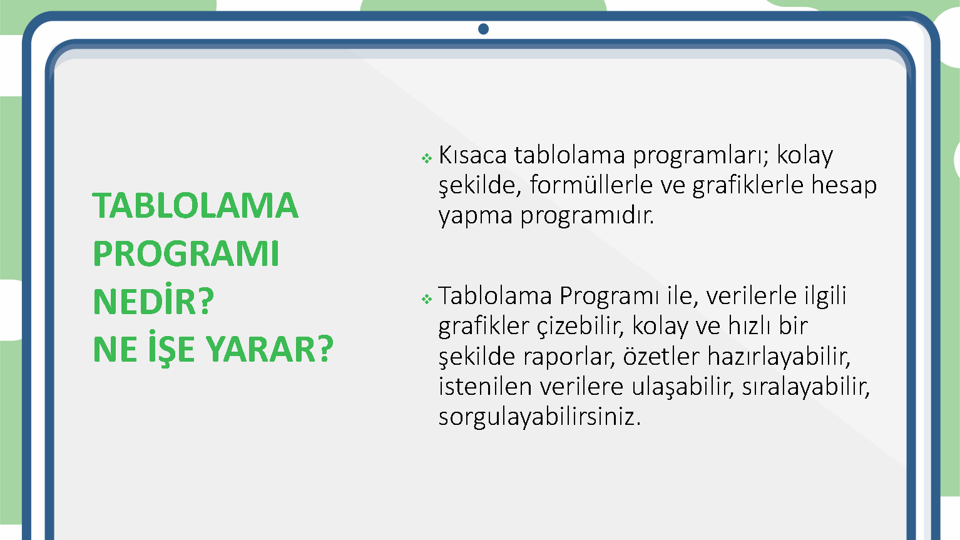 TABLOLAMA
PROGRAMI
NEDİR?
NE İŞE YARAR?
Kısaca tablolama programları; kolay
şekilde, formüllerle ve grafiklerle hesap
yapma programıdır.
Tablolama Programı ile, verilerle ilgili
grafikler çizebilir, kolay ve hızlı bir
şekilde raporlar, özetler hazırlayabilir,
istenilen verilere ulaşabilir, sıralayabilir,
sorgulayabilirsiniz.